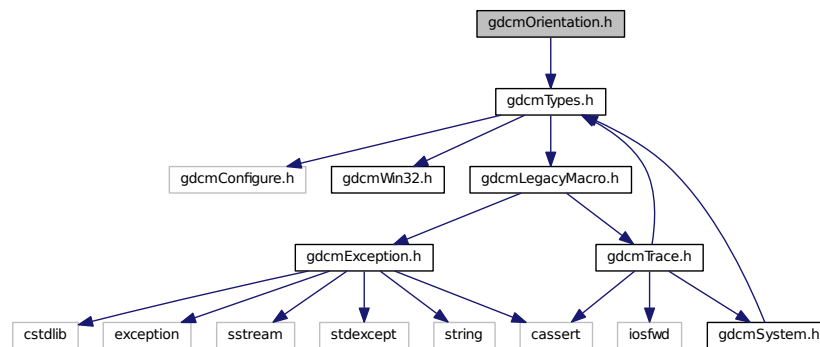 gdcmOrientation.h
gdcmTypes.h
gdcmConfigure.h
gdcmWin32.h
gdcmLegacyMacro.h
gdcmException.h
gdcmTrace.h
cstdlib
exception
sstream
stdexcept
string
cassert
iosfwd
gdcmSystem.h